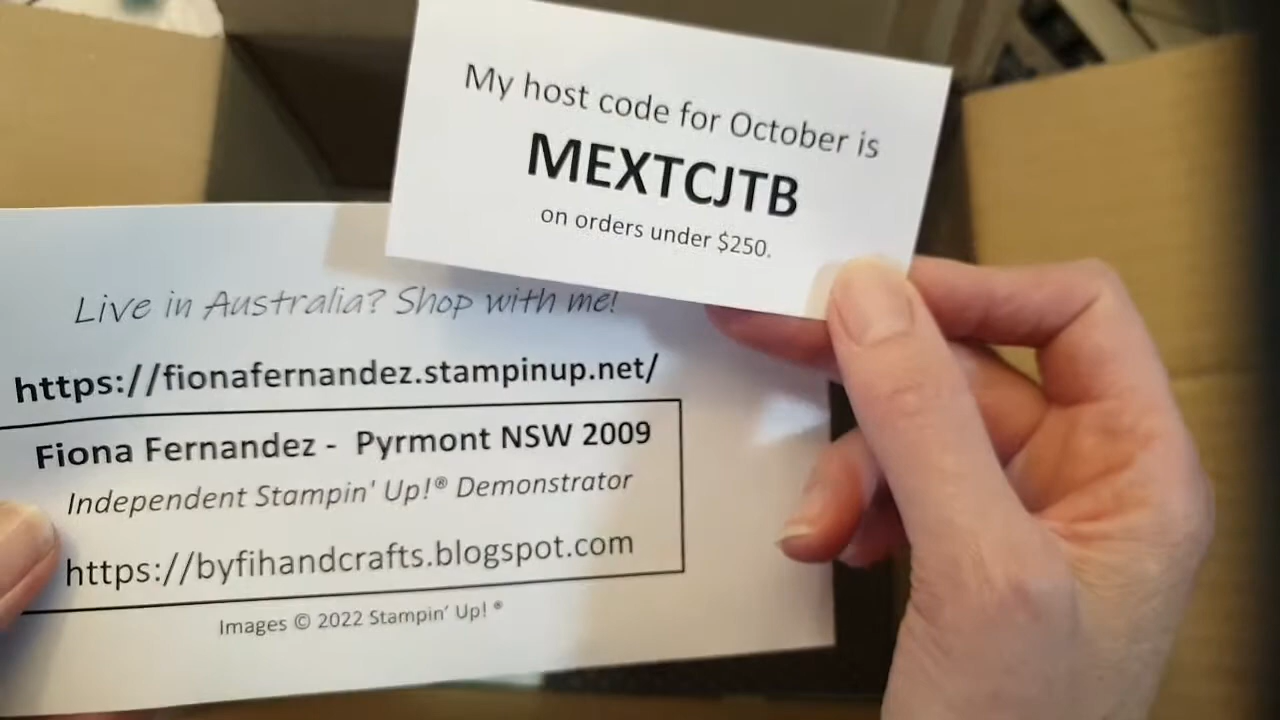 My host code for October is
MEXTCJTB
on orders under $250.
Live in Australia? Shop with me!
https://fionafernandez.stampinup.net/
Fiona Fernandez - Pyrmont NSW 2009
Independent Stampin' Up!® Demonstrator
https://byfihandcrafts.blogspot.com
Images © 2022 Stampin' Up! ®